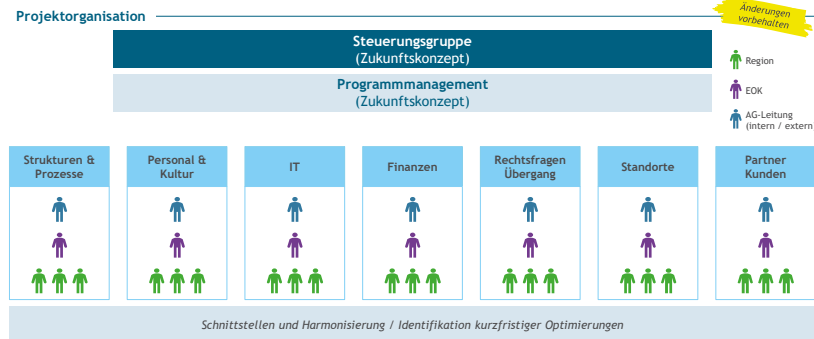 Projektorganisation
Änderungen
vorbehalten
Steuerungsgruppe
(Zukunftskonzept)
Programmmanagement
(Zukunftskonzept)
Region
EOK
AG-Leitung
(intern / extern
Strukturen &
Prozesse
Personal &
Kultur
IT
Finanzen
Rechtsfragen
Übergang
Standorte
Partner
Kunden
Schnittstellen und Harmonisierung / Identifikation kurzfristiger Optimierungen